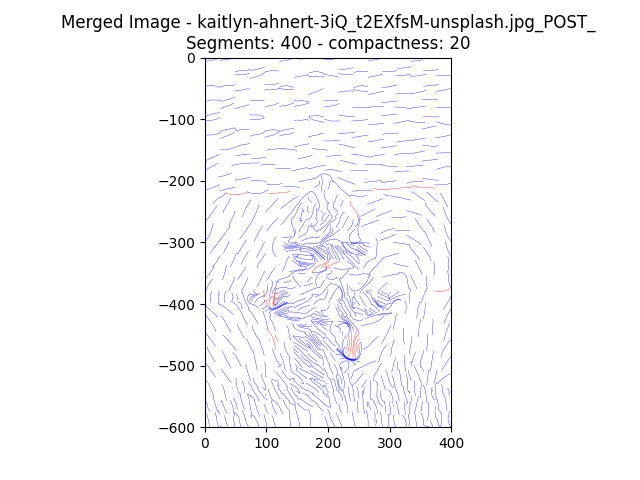 Merged Image - kaitlyn-ahnert-3iQ_t2EXfsM-unsplash.jpg_POST_
Segments: 400 - compactness: 20
0
−100
−200
−300
−400
−500
−600
0 100 200 300 400